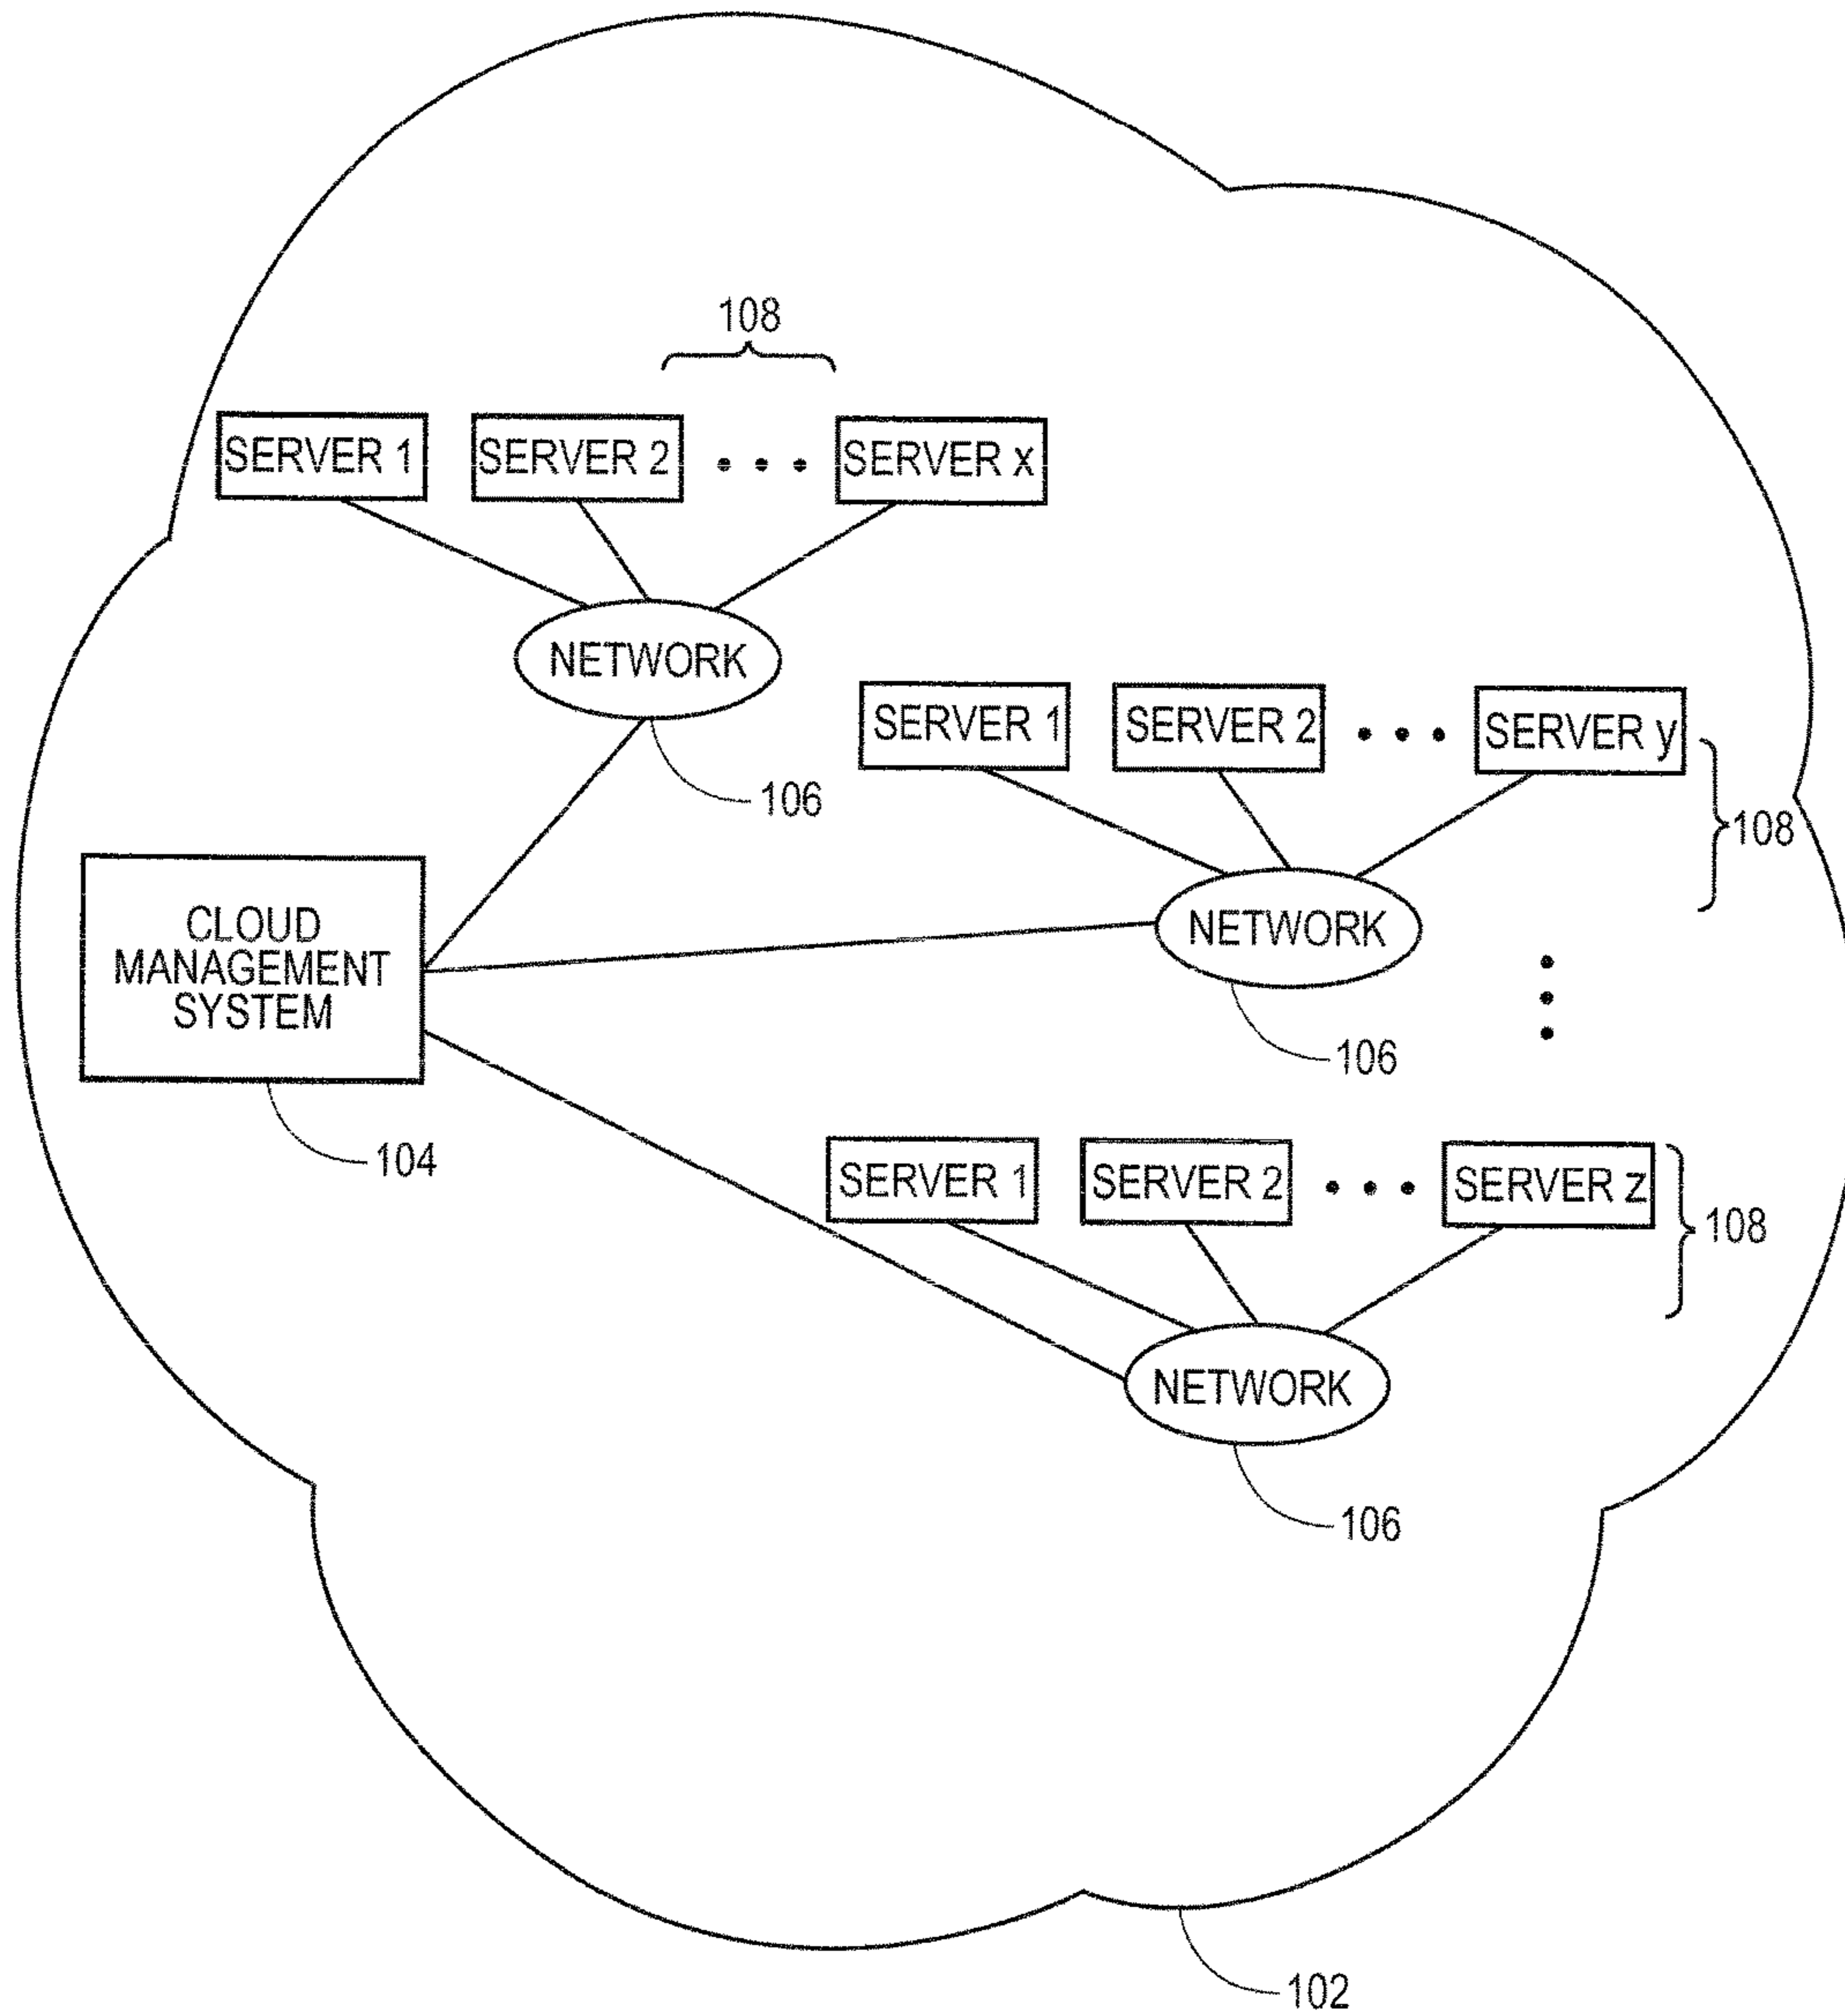 108
SERVER 1 SERVER 2 • • • SERVER x
NETWORK
106
SERVER 1 SERVER 2 • • • SERVER y
108
NETWORK
106
CLOUD
MANAGEMENT
SYSTEM
104
SERVER 1 SERVER 2 • • • SERVER z
108
NETWORK
106
102